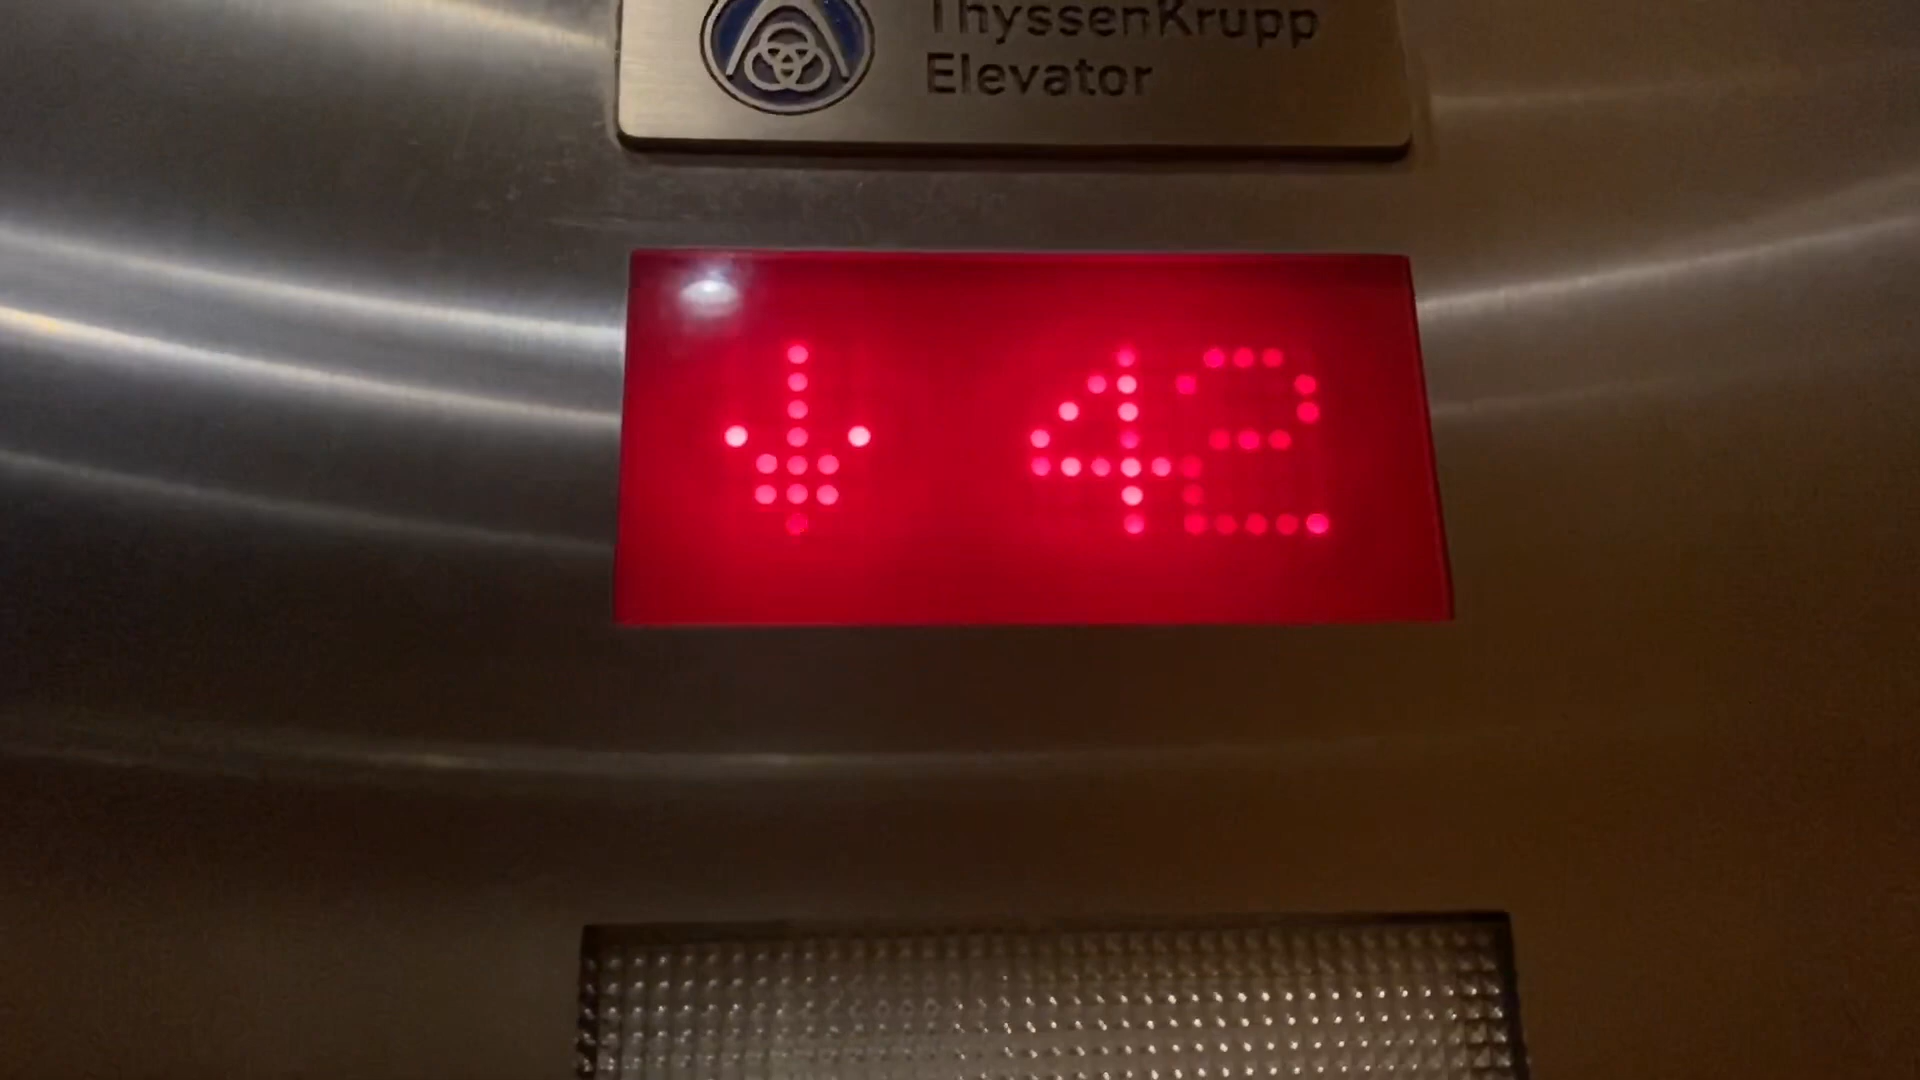 ThyssenKrupp
Elevator
↓ 42